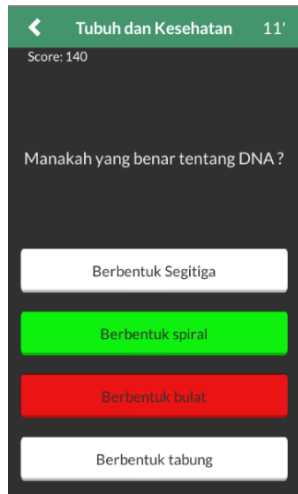 Tubuh dan Kesehatan 11'
Score: 140
Manakah yang benar tentang DNA ?
Berbentuk Segitiga
Berbentuk spiral
Berbentuk bulat
Berbentuk tabung